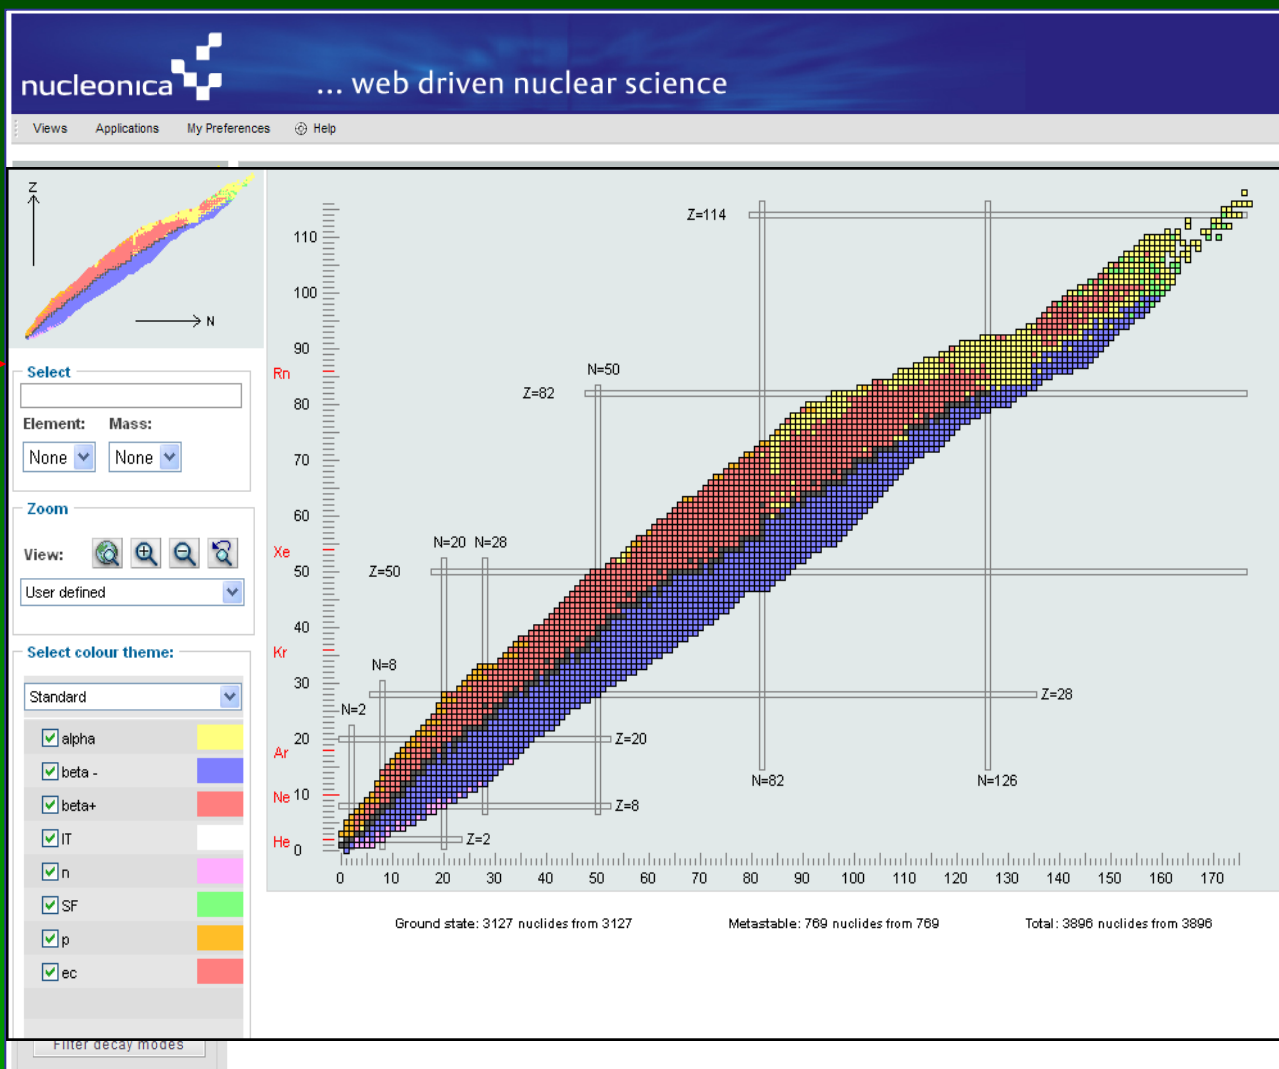 nucleonica
... web driven nuclear science
Views Applications My Preferences Help
Z
N
Select
Element: Mass:
None None
Zoom
View:
User defined
Select colour theme:
Standard
alpha
beta -
beta+
IT
n
SF
p
ec
Filter decay modes
110
100
90
80
70
60
50
40
30
20
10
0
Rn
Xe
Kr
Ar
Ne
He
Z=114
N=50
Z=82
N=20 N=28
Z=50
N=8
Z=28
N=2
Z=20
N=82 N=126
Z=8
Z=2
0 10 20 30 40 50 60 70 80 90 100 110 120 130 140 150 160 170
Ground state: 3127 nuclides from 3127 Metastable: 769 nuclides from 769 Total: 3896 nuclides from 3896